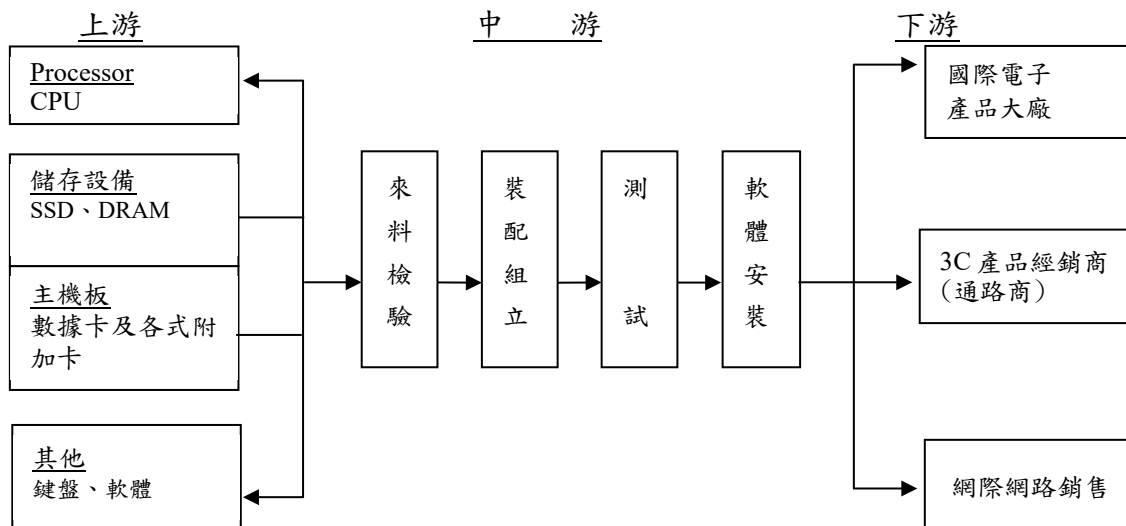 上游
中 游
下游
Processor
CPU
儲存設備
SSD、DRAM
主機板
數據卡及各式附
加卡
其他
鍵盤、軟體
來料檢驗
裝配組立
測試
軟體安裝
國際電子
產品大廠
3C 產品經銷商
（通路商）
網際網路銷售